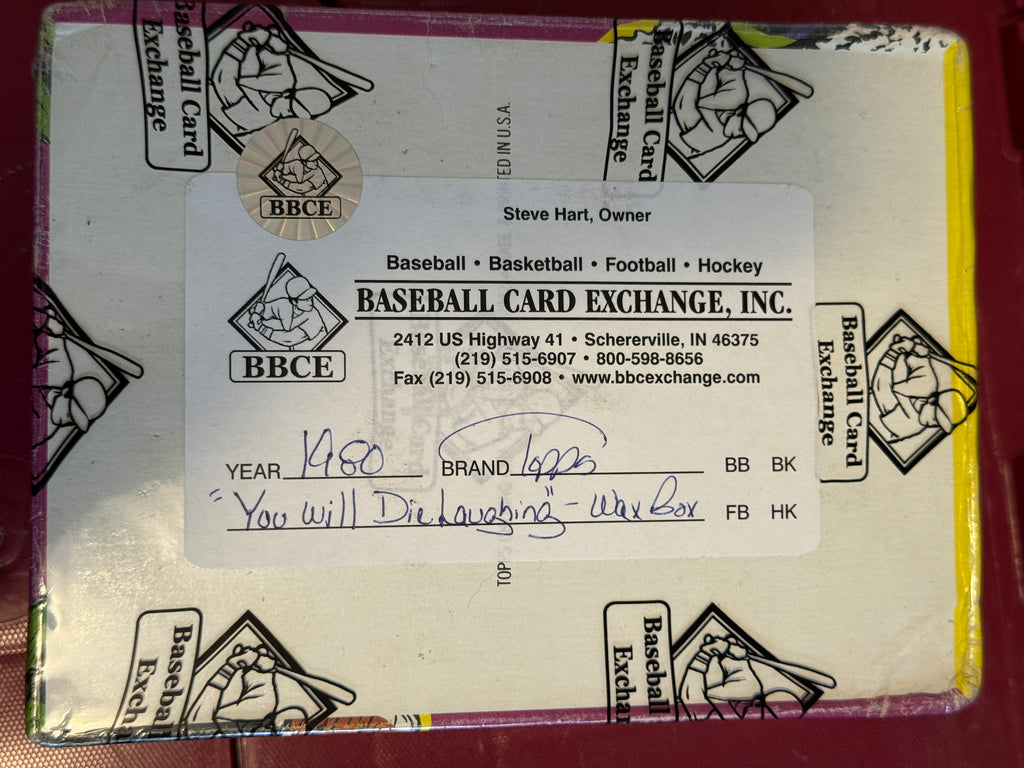 Baseball Card
Exchange
Baseball Card
Exchange
BBCE
TED IN U.S.A.
Steve Hart, Owner
Baseball • Basketball • Football • Hockey
BASEBALL CARD EXCHANGE, INC.
BBCE
2412 US Highway 41 • Schererville, IN 46375
(219) 515-6907 • 800-598-8656
Fax (219) 515-6908 • www.bbcexchange.com
Baseball Card
Exchange
YEAR 1980 BRAND Topps BB BK
"You Will Die Laughing" - Wax Box FB HK
TOP
Baseba
Exch
Baseball
Exchan